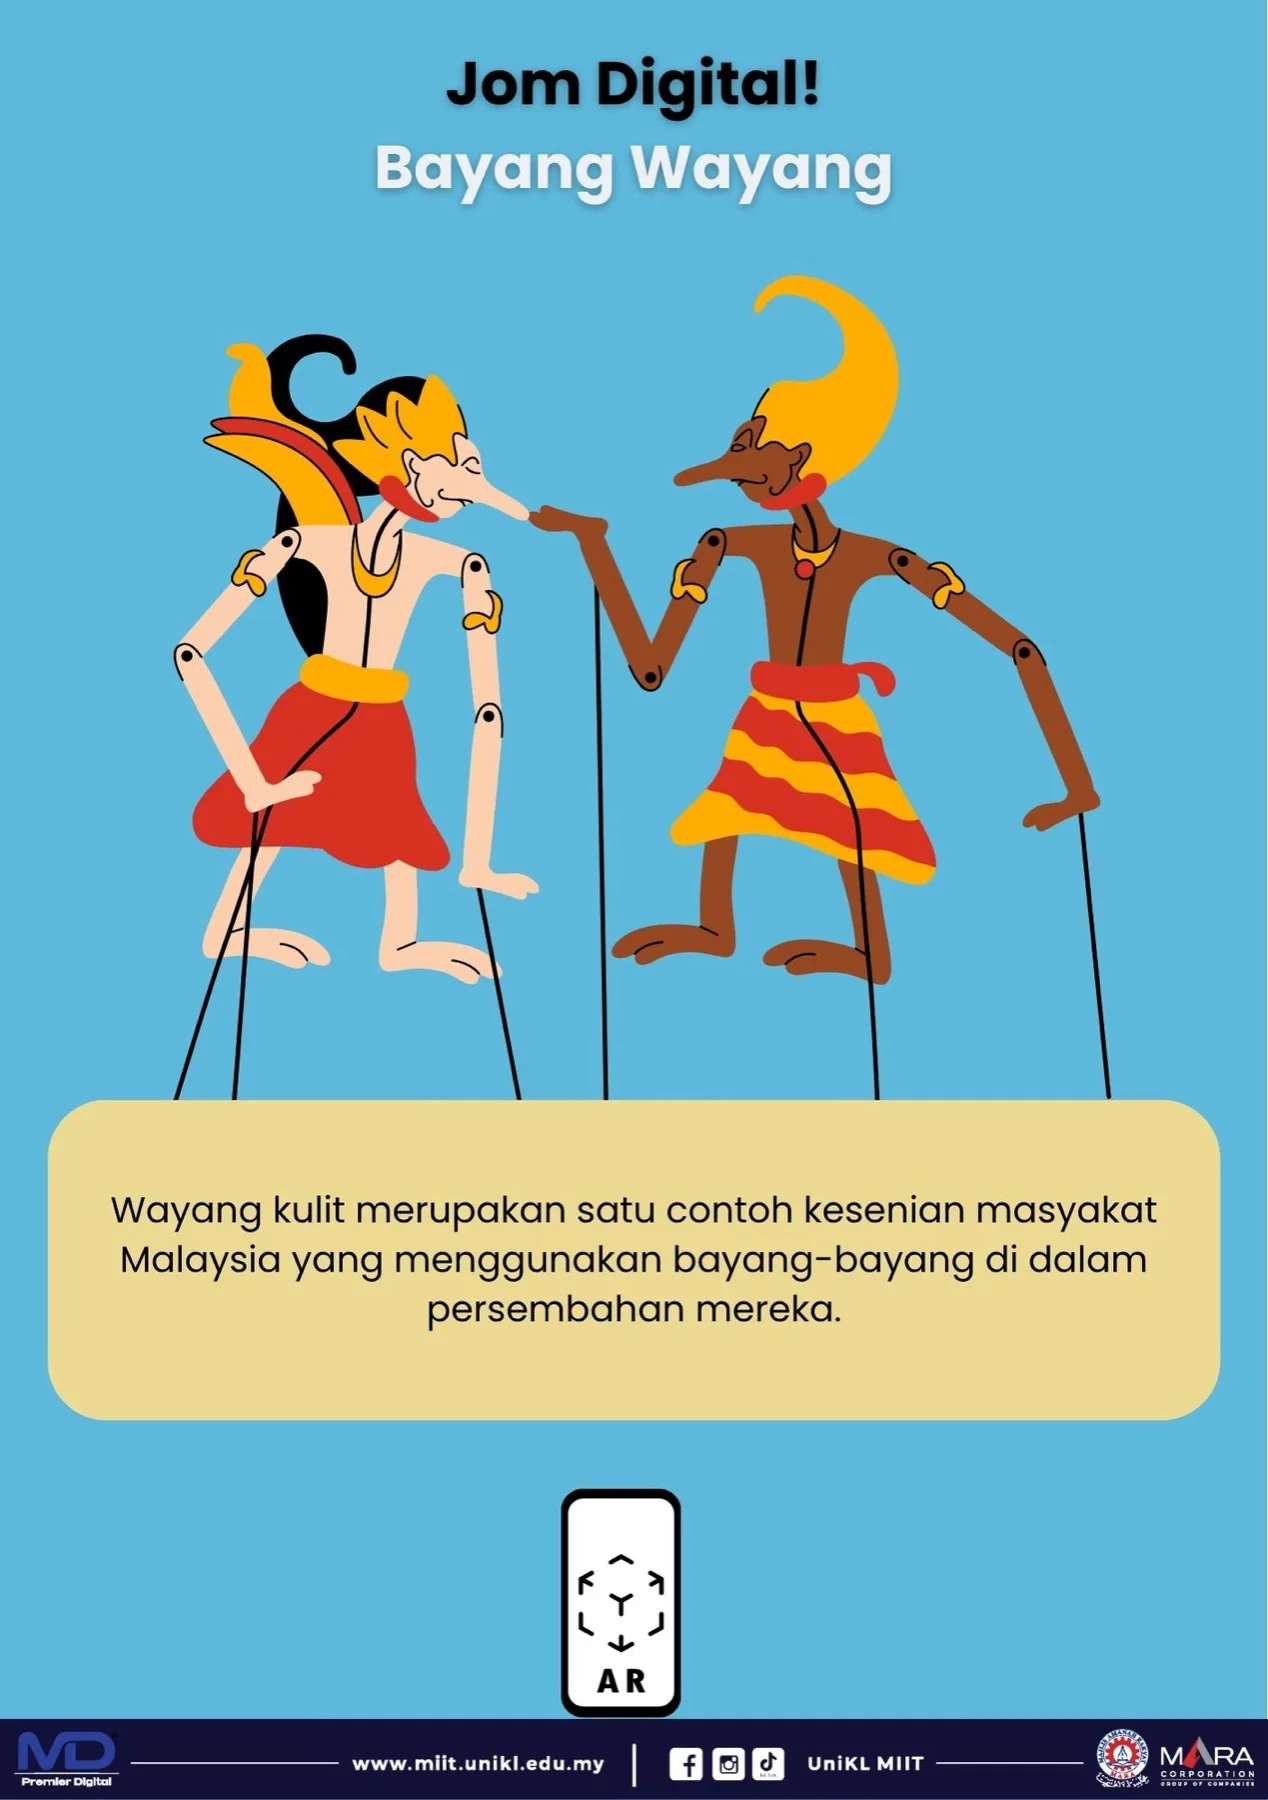 Jom Digital!
Bayang Wayang
Wayang kulit merupakan satu contoh kesenian masyakat
Malaysia yang menggunakan bayang-bayang di dalam
persembahan mereka.
AR
MD
Premier Digital
www.miit.unikl.edu.my
UniKL MIIT
MARA
CORPORATION
GROUP OF COMPANIES